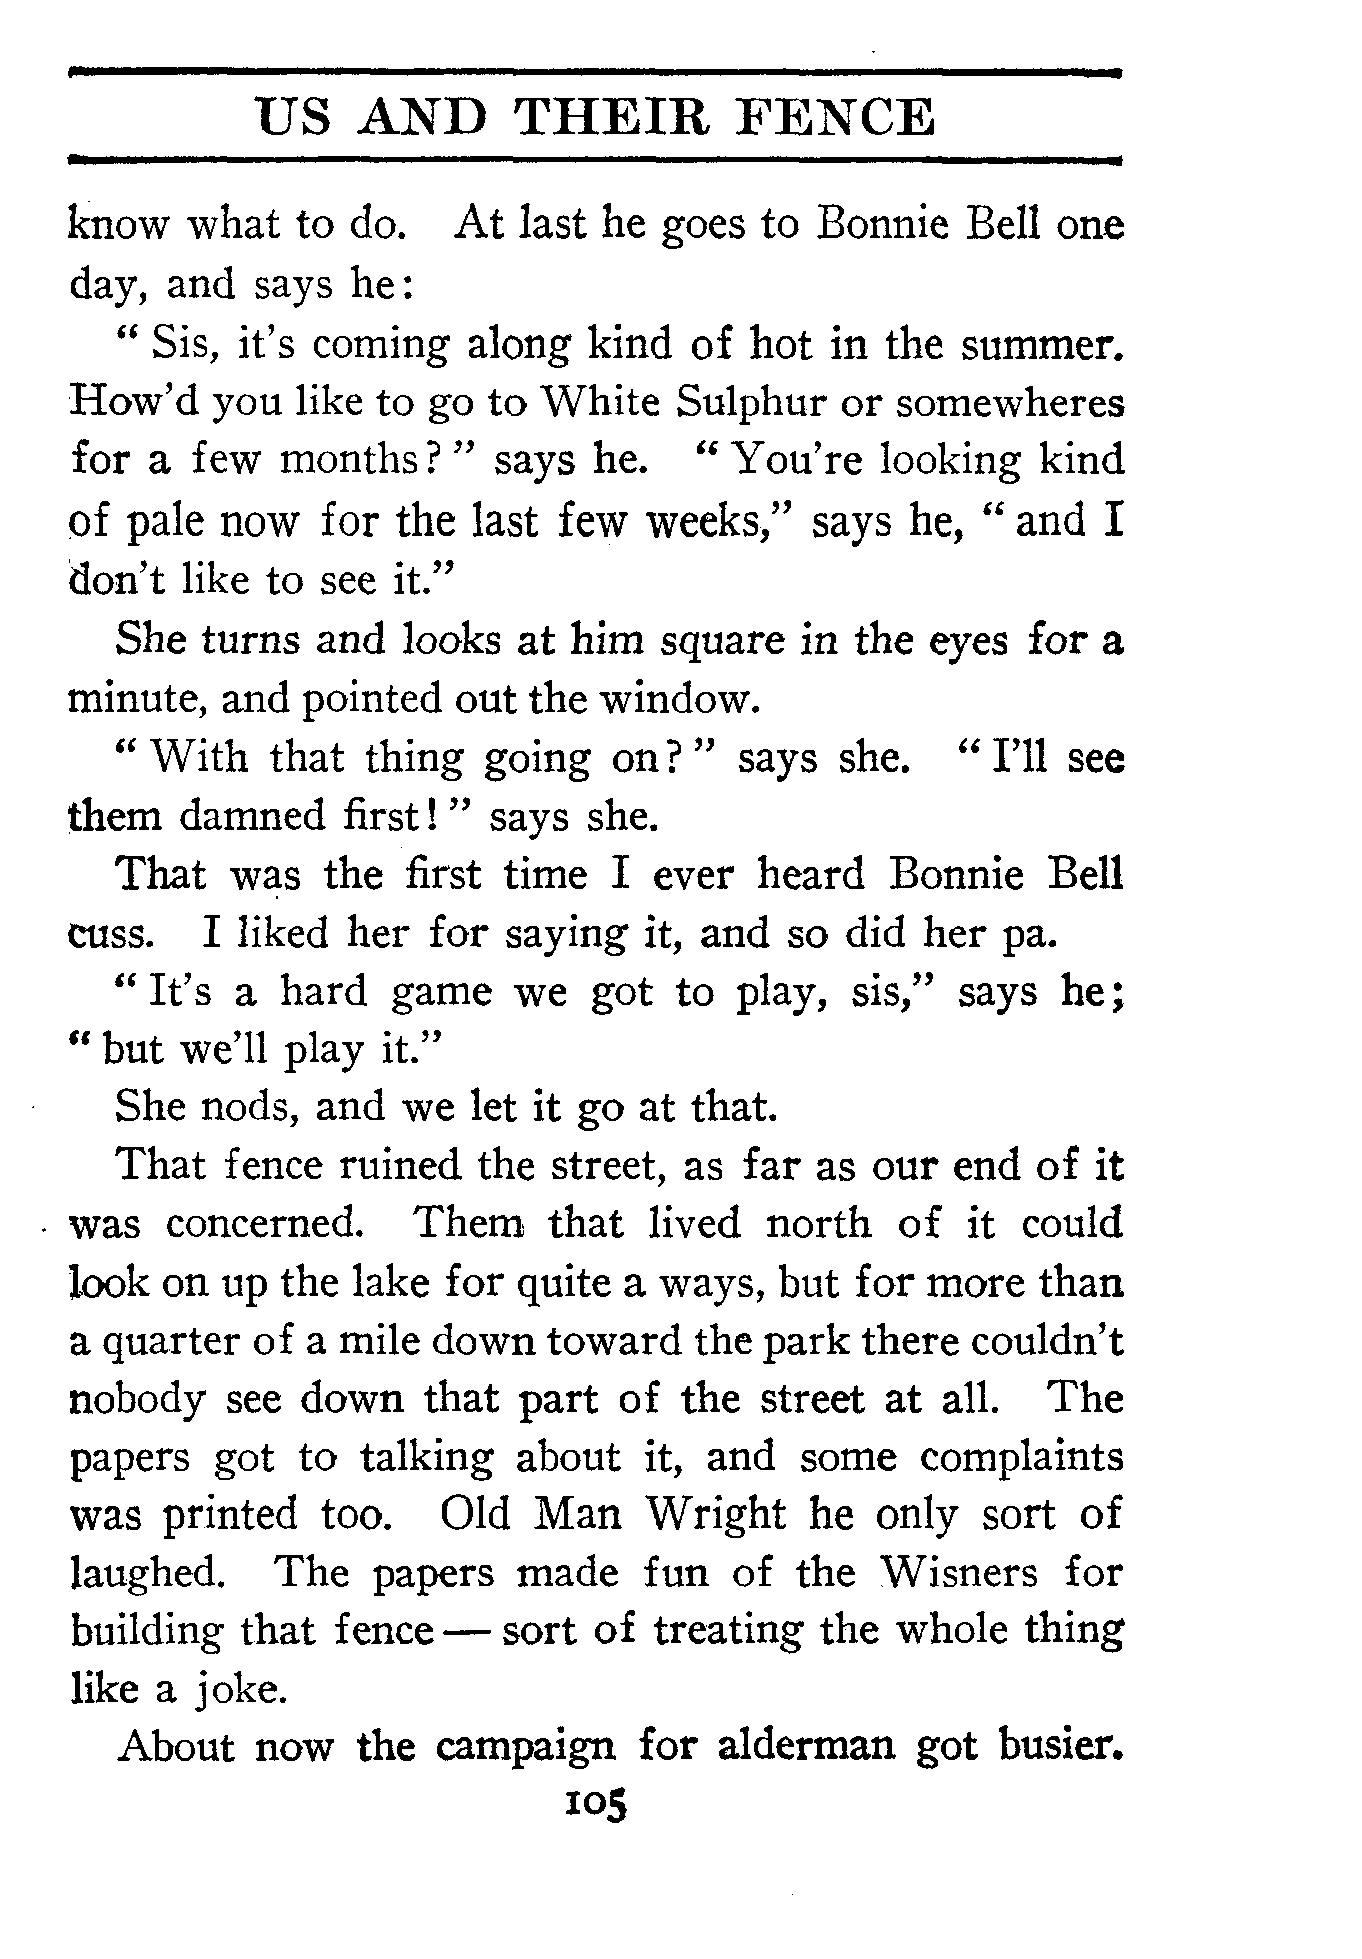 US AND THEIR FENCE
know what to do. At last he goes to Bonnie Bell one
day, and says he:
“ Sis, it’s coming along kind of hot in the summer.
How’d you like to go to White Sulphur or somewheres
for a few months? ” says he. “ You’re looking kind
of pale now for the last few weeks,” says he, “ and I
don’t like to see it.”
She turns and looks at him square in the eyes for a
minute, and pointed out the window.
“ With that thing going on? ” says she. “ I’ll see
them damned first! ” says she.
That was the first time I ever heard Bonnie Bell
cuss. I liked her for saying it, and so did her pa.
“ It’s a hard game we got to play, sis,” says he;
“ but we’ll play it.”
She nods, and we let it go at that.
That fence ruined the street, as far as our end of it
was concerned. Them that lived north of it could
look on up the lake for quite a ways, but for more than
a quarter of a mile down toward the park there couldn’t
nobody see down that part of the street at all. The
papers got to talking about it, and some complaints
was printed too. Old Man Wright he only sort of
laughed. The papers made fun of the Wisners for
building that fence — sort of treating the whole thing
like a joke.
About now the campaign for alderman got busier.
105